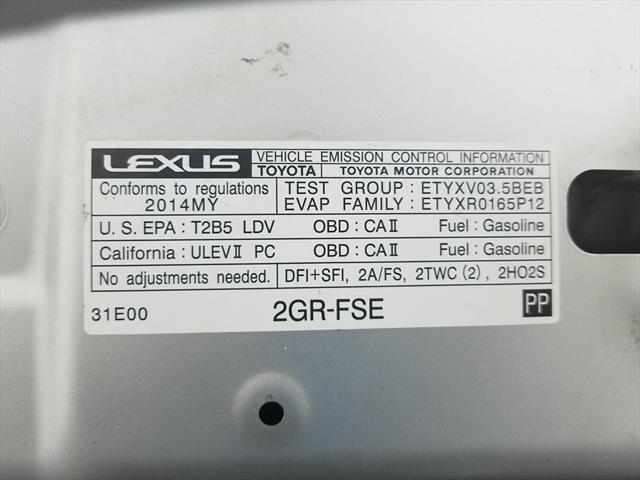 LEXUS VEHICLE EMISSION CONTROL INFORMATION
TOYOTA TOYOTA MOTOR CORPORATION
Conforms to regulations TEST GROUP : ETYXV03.5BEB
2014MY EVAP FAMILY : ETYXR0165P12
U.S. EPA : T2B5 LDV OBD : CAⅡ Fuel : Gasoline
California : ULEVⅡ PC OBD : CAⅡ Fuel : Gasoline
No adjustments needed. DFI+SFI, 2A/FS, 2TWC (2), 2HO2S
31E00 2GR-FSE PP